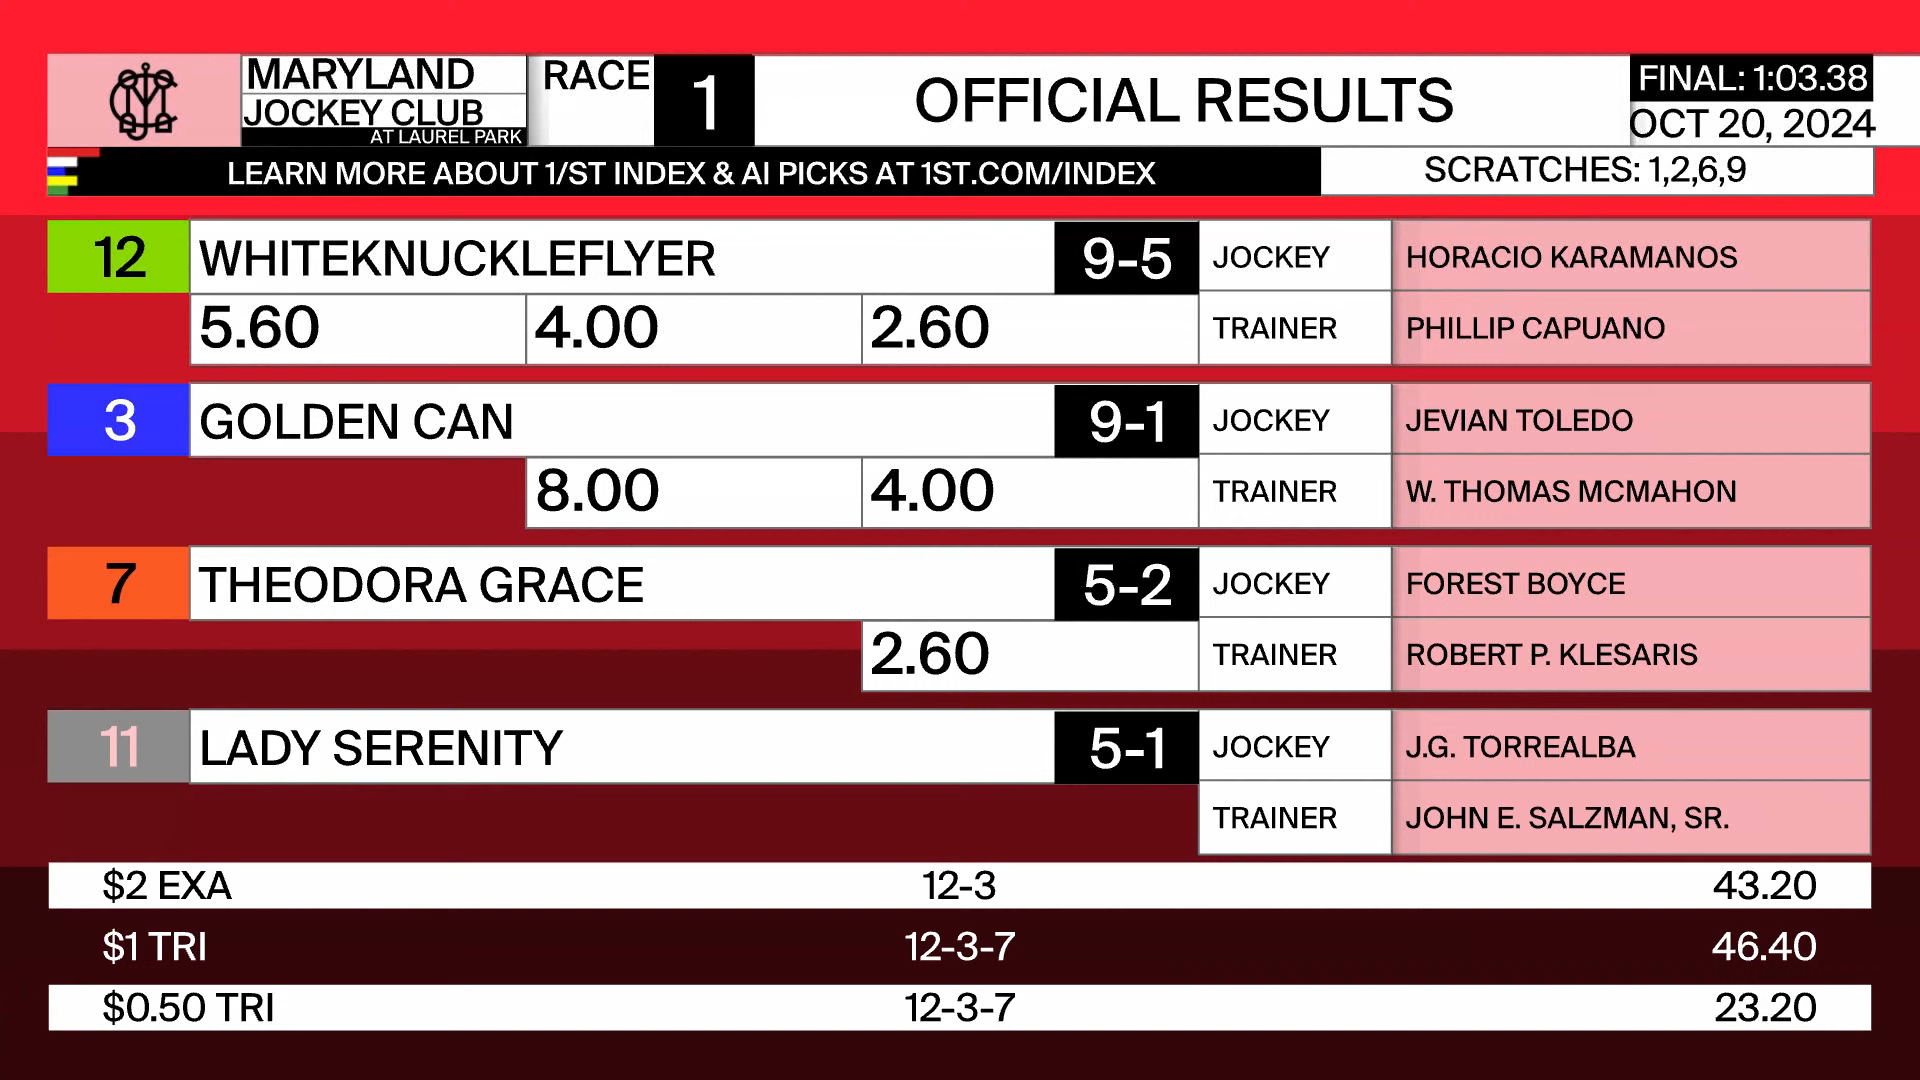 MARYLAND
JOCKEY CLUB
AT LAUREL PARK
RACE 1
OFFICIAL RESULTS
FINAL: 1:03.38
OCT 20, 2024
LEARN MORE ABOUT 1/ST INDEX & AI PICKS AT 1ST.COM/INDEX
SCRATCHES: 1,2,6,9
12 WHITEKNUCKLEFLYER 9-5 JOCKEY HORACIO KARAMANOS
5.60 4.00 2.60 TRAINER PHILLIP CAPUANO
3 GOLDEN CAN 9-1 JOCKEY JEVIAN TOLEDO
8.00 4.00 TRAINER W. THOMAS MCMAHON
7 THEODORA GRACE 5-2 JOCKEY FOREST BOYCE
2.60 TRAINER ROBERT P. KLESARIS
11 LADY SERENITY 5-1 JOCKEY J.G. TORREALBA
TRAINER JOHN E. SALZMAN, SR.
$2 EXA 12-3 43.20
$1 TRI 12-3-7 46.40
$0.50 TRI 12-3-7 23.20